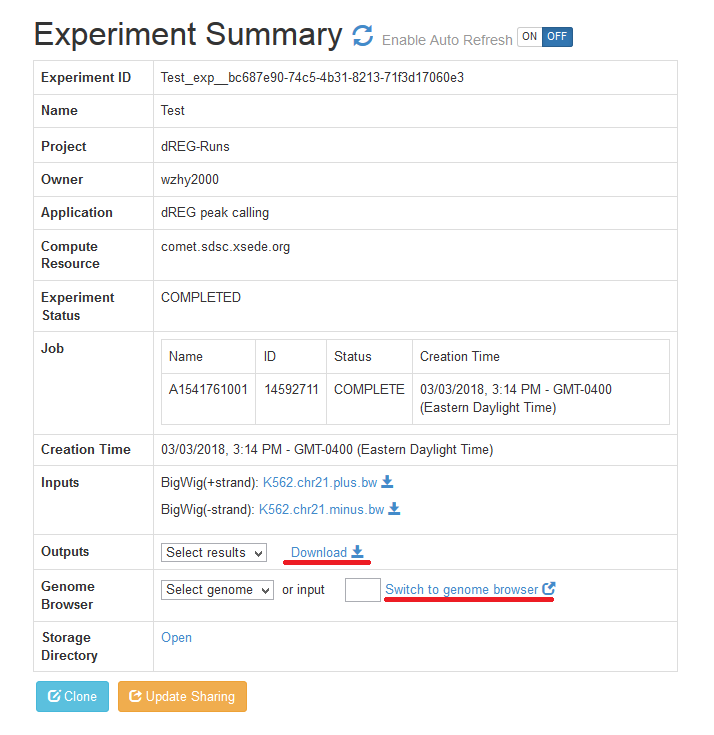 Experiment Summary Enable Auto Refresh ON OFF
Experiment ID Test_exp__bc687e90-74c5-4b31-8213-71f3d17060e3
Name Test
Project dREG-Runs
Owner wzhy2000
Application dREG peak calling
Compute Resource comet.sdsc.xsede.org
Experiment Status COMPLETED
Job
Name ID Status Creation Time
A1541761001 14592711 COMPLETE 03/03/2018, 3:14 PM - GMT-0400
(Eastern Daylight Time)
Creation Time 03/03/2018, 3:14 PM - GMT-0400 (Eastern Daylight Time)
Inputs BigWig(+strand): K562.chr21.plus.bw
BigWig(-strand): K562.chr21.minus.bw
Outputs Select results Download
Genome Browser Select genome or input Switch to genome browser
Storage Directory Open
Clone Update Sharing